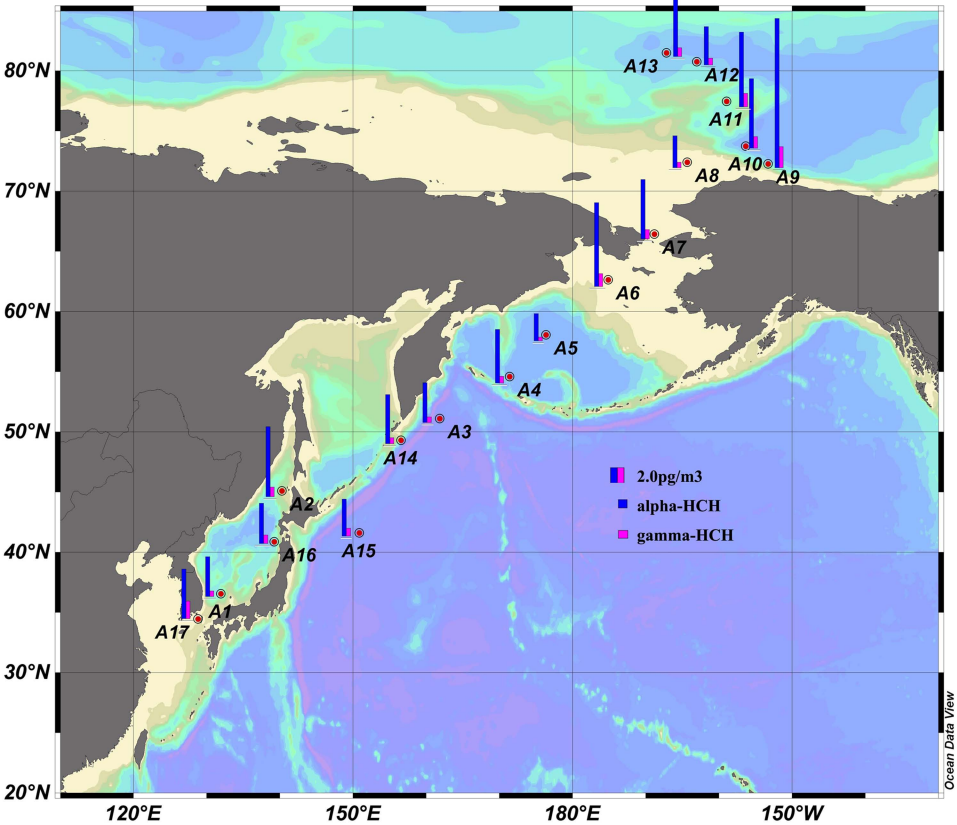 80°N
A13
A12
A11
A10
A9
A8
70°N
A7
A6
60°N
A5
A4
50°N
A3
A14
2.0pg/m3
alpha-HCH
gamma-HCH
A2
A16
A15
40°N
A1
A17
30°N
20°N
120°E
150°E
180°E
150°W
Ocean Data View